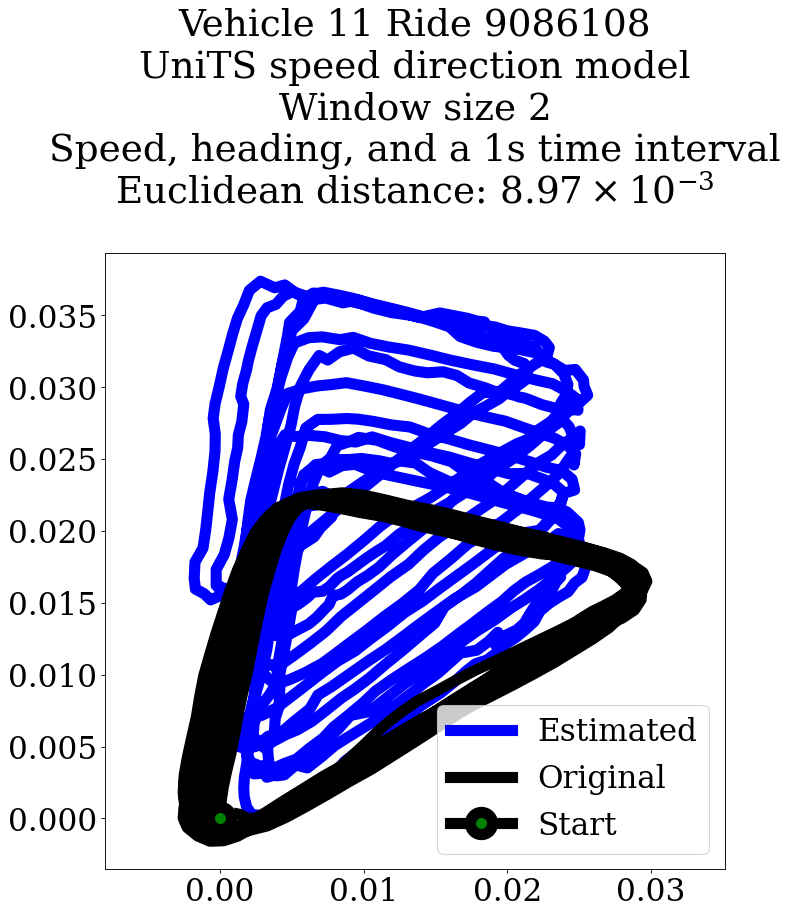 Vehicle 11 Ride 9086108
UniTS speed direction model
Window size 2
Speed, heading, and a 1s time interval
Euclidean distance: 8.97 × 10⁻³
0.035
0.030
0.025
0.020
0.015
0.010
0.005
0.000
Estimated
Original
Start
0.00 0.01 0.02 0.03